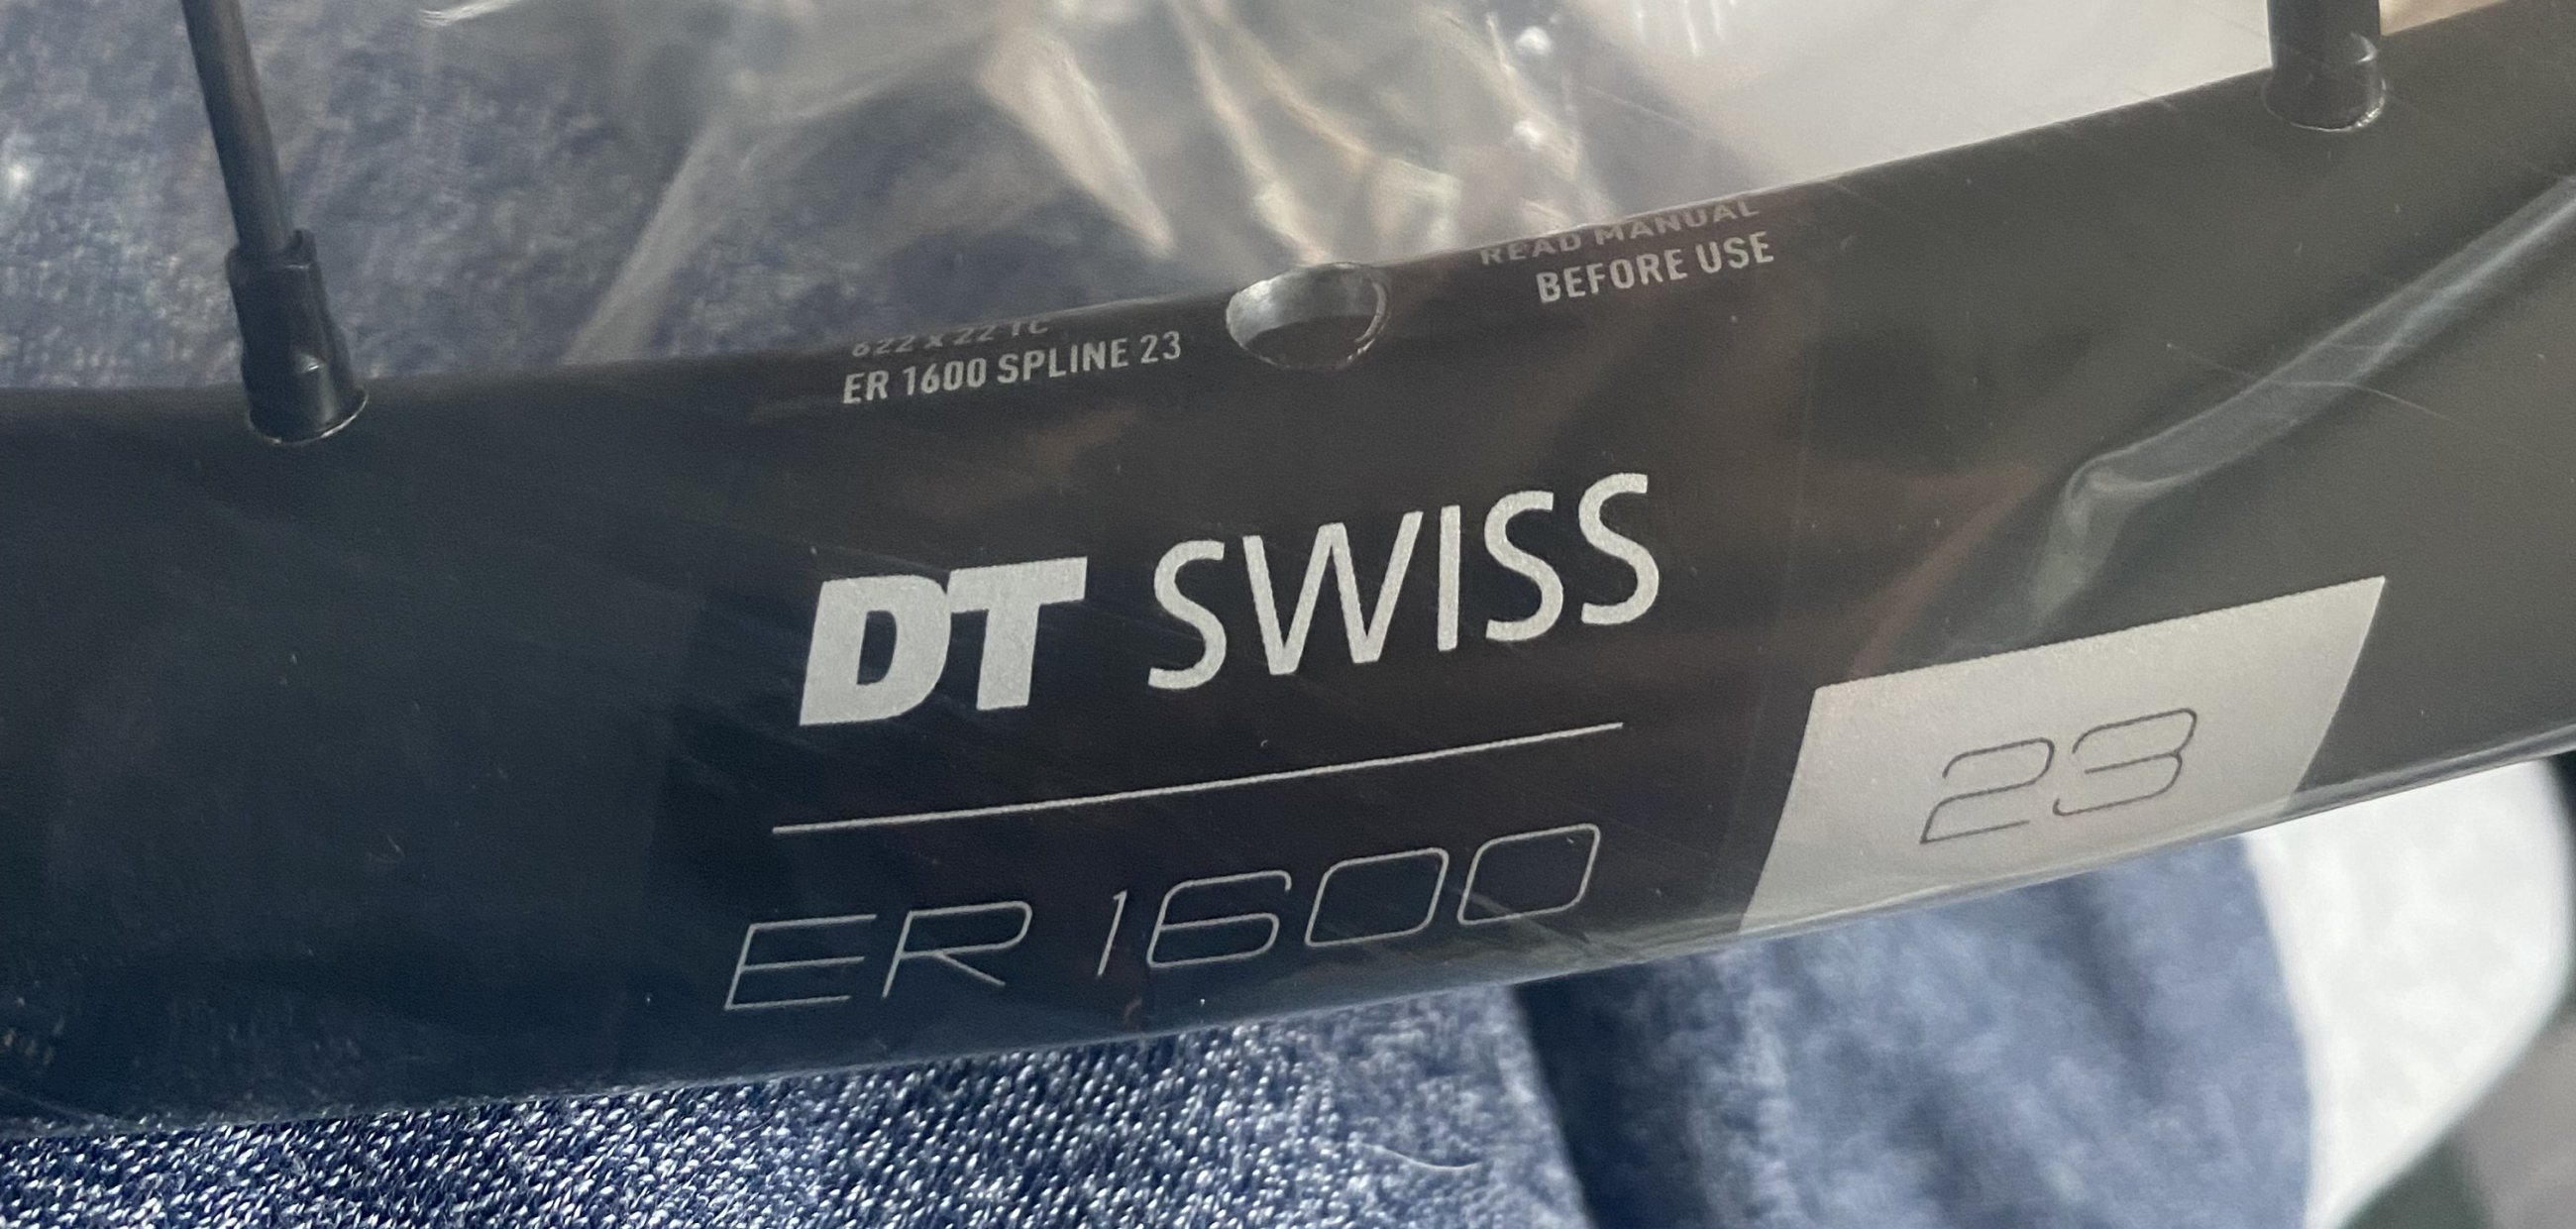 622 x 22 TC
ER 1600 SPLINE 23
READ MANUAL
BEFORE USE
DT SWISS
ER 1600
23